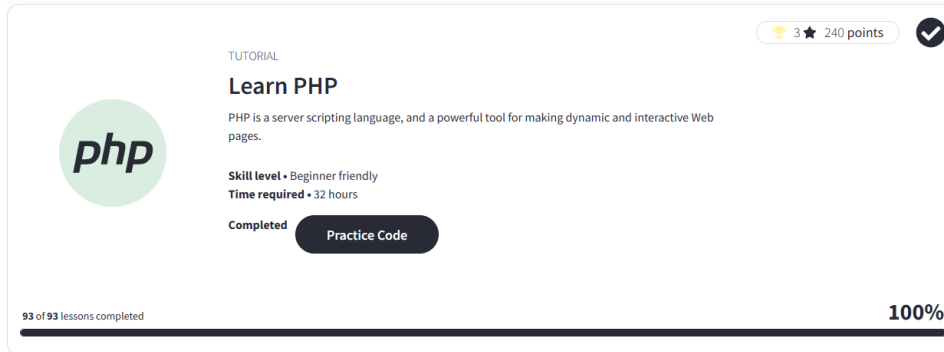 3 240 points
TUTORIAL
Learn PHP
PHP is a server scripting language, and a powerful tool for making dynamic and interactive Web
pages.
php
Skill level • Beginner friendly
Time required • 32 hours
Completed
Practice Code
93 of 93 lessons completed
100%